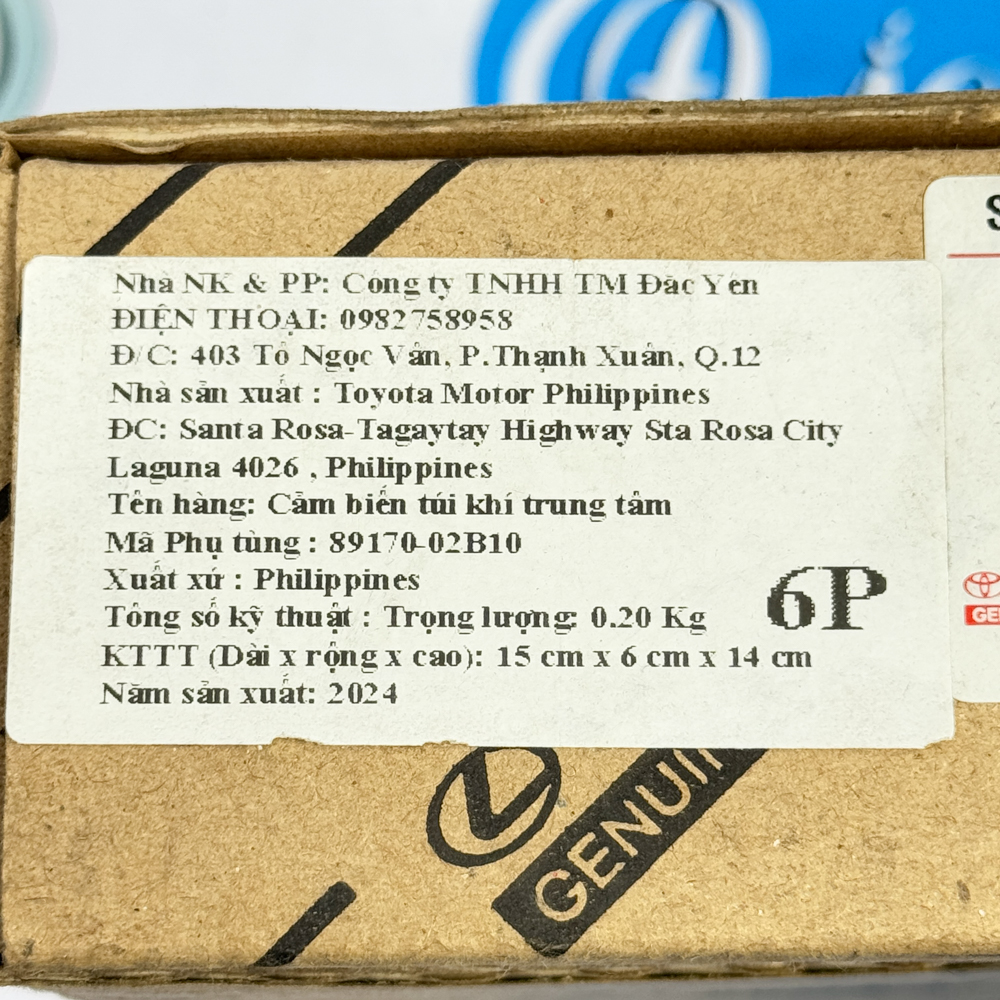 Nhà NK & PP: Công ty TNHH TM Đắc Yến
ĐIỆN THOẠI: 0982758958
Đ/C: 403 Tô Ngọc Vân, P.Thạnh Xuân, Q.12
Nhà sản xuất : Toyota Motor Philippines
ĐC: Santa Rosa-Tagaytay Highway Sta Rosa City
Laguna 4026 , Philippines
Tên hàng: Cảm biến túi khí trung tâm
Mã Phụ tùng : 89170-02B10
Xuất xứ : Philippines
6P
Tông số kỹ thuật : Trọng lượng: 0.20 Kg
KTTT (Dài x rộng x cao): 15 cm x 6 cm x 14 cm
Năm sản xuất: 2024